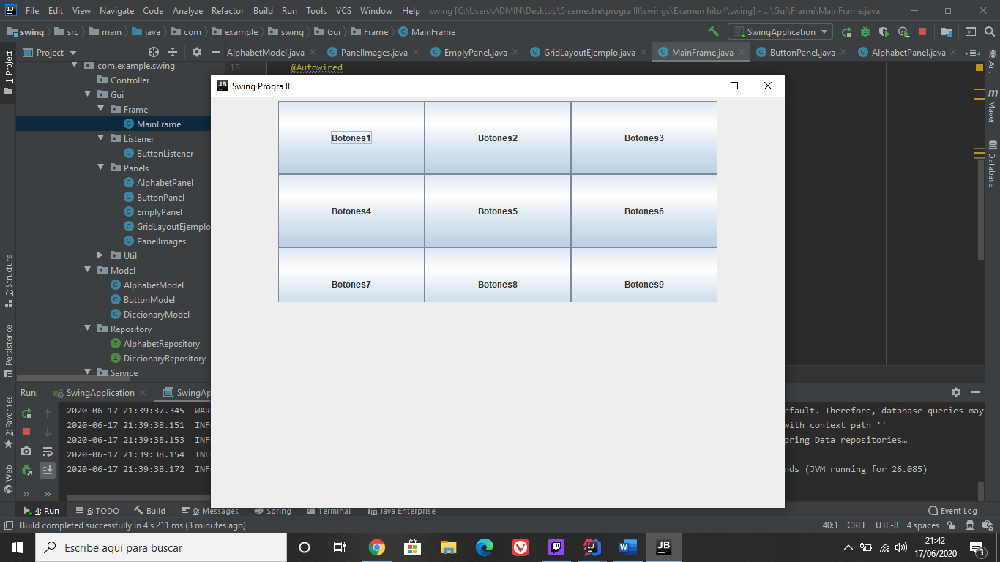 File Edit View Navigate Code Analyze Refactor Build Run Tools VCS Window Help swing [C:\Users\ADMIN\Desktop\5 semestre\progra III\swings\Examen hito4\swing] - ...\Gui\Frame\MainFrame.java
swing src main java com example swing Gui Frame MainFrame SwingApplication
1: Project
Project
AlphabetModel.java PanelImages.java EmplyPanel.java GridLayoutEjemplo.java MainFrame.java ButtonPanel.java AlphabetPanel.java 4
18 @Autowired
com.example.swing
Controller
Gui
Frame
MainFrame
Listener
ButtonListener
Panels
AlphabetPanel
ButtonPanel
EmplyPanel
GridLayoutEjemplo
PanelImages
Util
Model
AlphabetModel
ButtonModel
DiccionaryModel
Repository
AlphabetRepository
DiccionaryRepository
Service
Swing Progra III
Botones1 Botones2 Botones3
Botones4 Botones5 Botones6
Botones7 Botones8 Botones9
Ant
Maven
Database
7: Structure
Persistence
2: Favorites
Web
Run: SwingApplication SwingAp
2020-06-17 21:39:37.345 WAR efault. Therefore, database queries may
2020-06-17 21:39:38.151 INF with context path ''
2020-06-17 21:39:38.153 INF pring Data repositories…
2020-06-17 21:39:38.154 INF
2020-06-17 21:39:38.172 INF nds (JVM running for 26.085)
4: Run 6: TODO Build 0: Messages Spring Terminal Java Enterprise Event Log
Build completed successfully in 4 s 211 ms (3 minutes ago) 40:1 CRLF UTF-8 4 spaces
Escribe aquí para buscar
21:42
17/06/2020
3